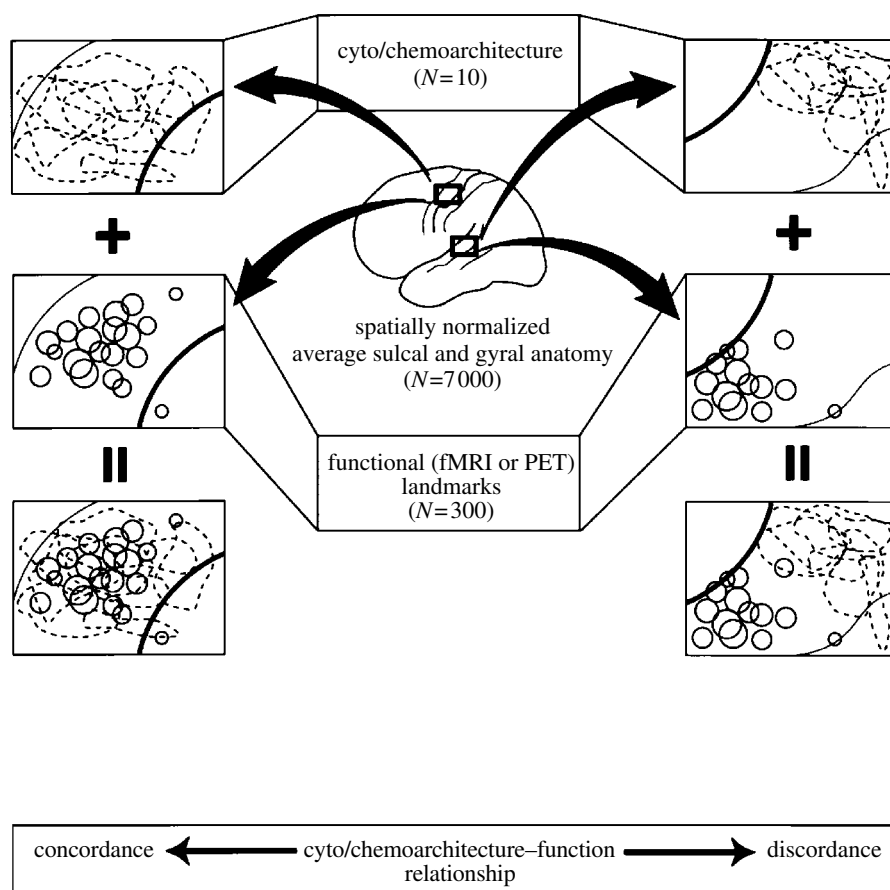 cyto/chemoarchitecture
(N=10)
+
+
spatially normalized
average sulcal and gyral anatomy
(N=7000)
functional (fMRI or PET)
landmarks
(N=300)
concordance cyto/chemoarchitecture–function discordance
relationship